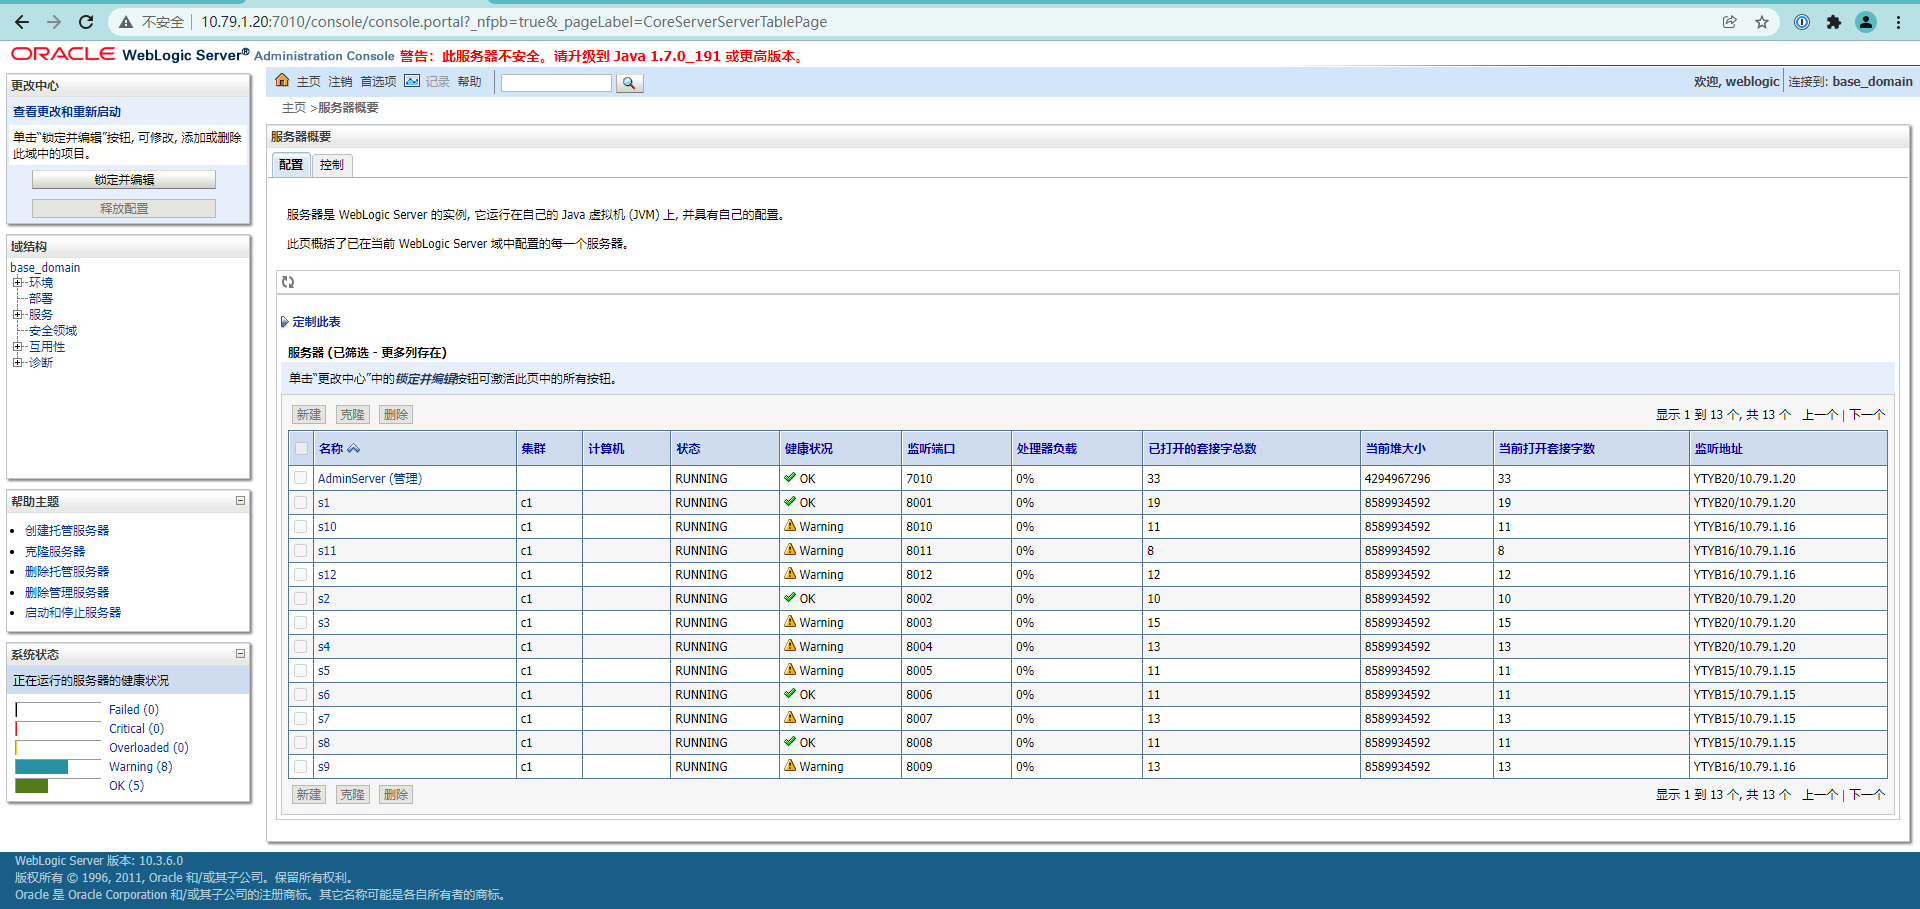 不安全 10.79.1.20:7010/console/console.portal?_nfpb=true&_pageLabel=CoreServerServerTablePage
ORACLE WebLogic Server® Administration Console 警告：此服务器不安全。请升级到 Java 1.7.0_191 或更高版本。
更改中心
查看更改和重新启动
单击“锁定并编辑”按钮, 可修改, 添加或删除
此域中的项目。
锁定并编辑
释放配置
域结构
base_domain
环境
部署
服务
安全领域
互用性
诊断
帮助主题
创建托管服务器
克隆服务器
删除托管服务器
删除管理服务器
启动和停止服务器
系统状态
正在运行的服务器的健康状况
Failed (0)
Critical (0)
Overloaded (0)
Warning (8)
OK (5)
主页 注销 首选项 记录 帮助
欢迎, weblogic 连接到: base_domain
主页 >服务器概要
服务器概要
配置 控制
服务器是 WebLogic Server 的实例, 它运行在自己的 Java 虚拟机 (JVM) 上, 并具有自己的配置。
此页概括了已在当前 WebLogic Server 域中配置的每一个服务器。
定制此表
服务器 (已筛选 - 更多列存在)
单击“更改中心”中的锁定并编辑按钮可激活此页中的所有按钮。
新建 克隆 删除 显示 1 到 13 个, 共 13 个 上一个 | 下一个
名称 集群 计算机 状态 健康状况 监听端口 处理器负载 已打开的套接字总数 当前堆大小 当前打开套接字数 监听地址
AdminServer (管理) RUNNING OK 7010 0% 33 4294967296 33 YTYB20/10.79.1.20
s1 c1 RUNNING OK 8001 0% 19 8589934592 19 YTYB20/10.79.1.20
s10 c1 RUNNING Warning 8010 0% 11 8589934592 11 YTYB16/10.79.1.16
s11 c1 RUNNING Warning 8011 0% 8 8589934592 8 YTYB16/10.79.1.16
s12 c1 RUNNING Warning 8012 0% 12 8589934592 12 YTYB16/10.79.1.16
s2 c1 RUNNING OK 8002 0% 10 8589934592 10 YTYB20/10.79.1.20
s3 c1 RUNNING Warning 8003 0% 15 8589934592 15 YTYB20/10.79.1.20
s4 c1 RUNNING Warning 8004 0% 13 8589934592 13 YTYB20/10.79.1.20
s5 c1 RUNNING Warning 8005 0% 11 8589934592 11 YTYB15/10.79.1.15
s6 c1 RUNNING OK 8006 0% 11 8589934592 11 YTYB15/10.79.1.15
s7 c1 RUNNING Warning 8007 0% 13 8589934592 13 YTYB15/10.79.1.15
s8 c1 RUNNING OK 8008 0% 11 8589934592 11 YTYB15/10.79.1.15
s9 c1 RUNNING Warning 8009 0% 13 8589934592 13 YTYB16/10.79.1.16
新建 克隆 删除 显示 1 到 13 个, 共 13 个 上一个 | 下一个
WebLogic Server 版本: 10.3.6.0
版权所有 © 1996, 2011, Oracle 和/或其子公司。保留所有权利。
Oracle 是 Oracle Corporation 和/或其子公司的注册商标。其它名称可能是各自所有者的商标。